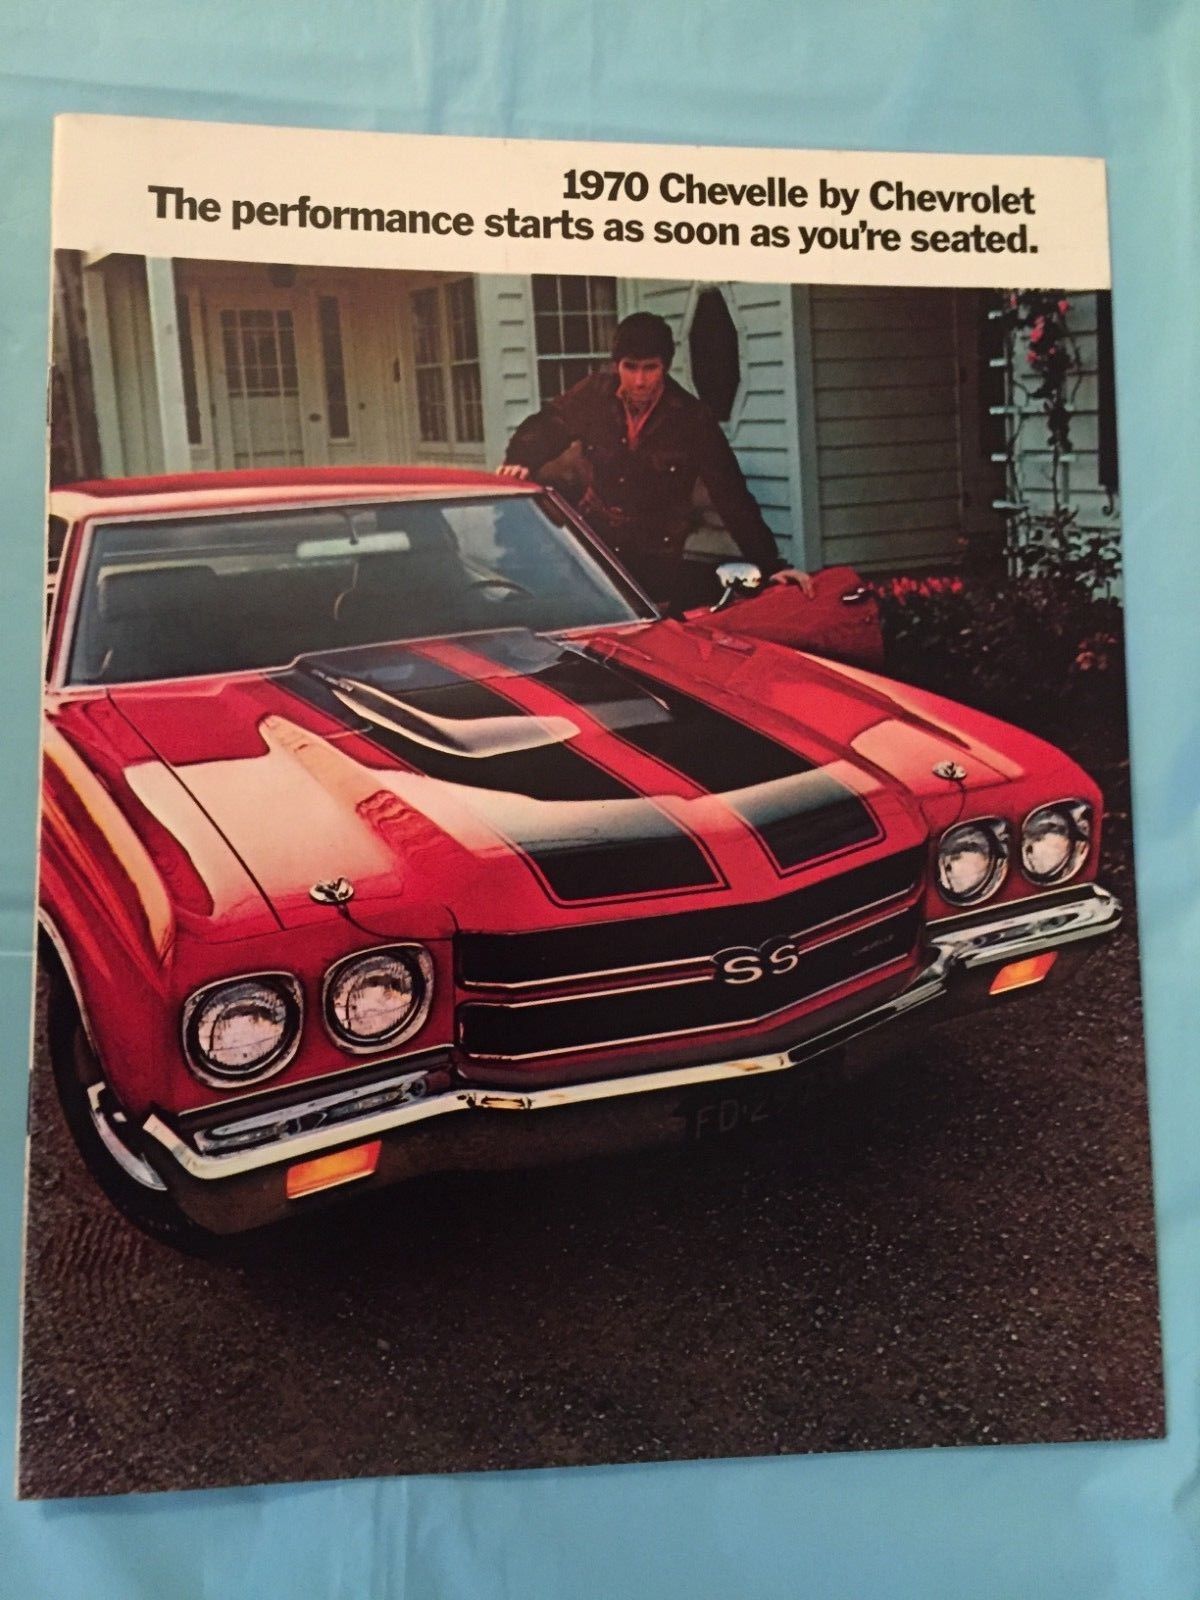 1970 Chevelle by Chevrolet
The performance starts as soon as you're seated.
SS